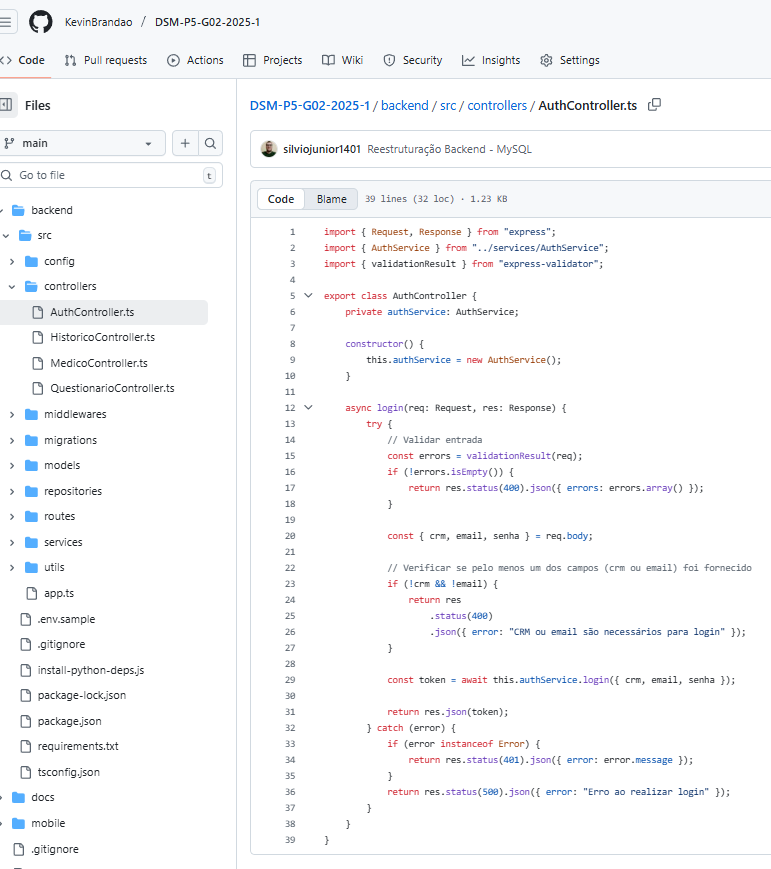 KevinBrandao / DSM-P5-G02-2025-1
Code Pull requests Actions Projects Wiki Security Insights Settings
Files
main
Go to file t
backend
src
config
controllers
AuthController.ts
HistoricoController.ts
MedicoController.ts
QuestionarioController.ts
middlewares
migrations
models
repositories
routes
services
utils
app.ts
.env.sample
.gitignore
install-python-deps.js
package-lock.json
package.json
requirements.txt
tsconfig.json
docs
mobile
.gitignore
DSM-P5-G02-2025-1 / backend / src / controllers / AuthController.ts
silviojunior1401 Reestruturação Backend - MySQL
Code Blame 39 lines (32 loc) · 1.23 KB
1 import { Request, Response } from "express";
2 import { AuthService } from "../services/AuthService";
3 import { validationResult } from "express-validator";
4
5 export class AuthController {
6 private authService: AuthService;
7
8 constructor() {
9 this.authService = new AuthService();
10 }
11
12 async login(req: Request, res: Response) {
13 try {
14 // Validar entrada
15 const errors = validationResult(req);
16 if (!errors.isEmpty()) {
17 return res.status(400).json({ errors: errors.array() });
18 }
19
20 const { crm, email, senha } = req.body;
21
22 // Verificar se pelo menos um dos campos (crm ou email) foi fornecido
23 if (!crm && !email) {
24 return res
25 .status(400)
26 .json({ error: "CRM ou email são necessários para login" });
27 }
28
29 const token = await this.authService.login({ crm, email, senha });
30
31 return res.json(token);
32 } catch (error) {
33 if (error instanceof Error) {
34 return res.status(401).json({ error: error.message });
35 }
36 return res.status(500).json({ error: "Erro ao realizar login" });
37 }
38 }
39 }